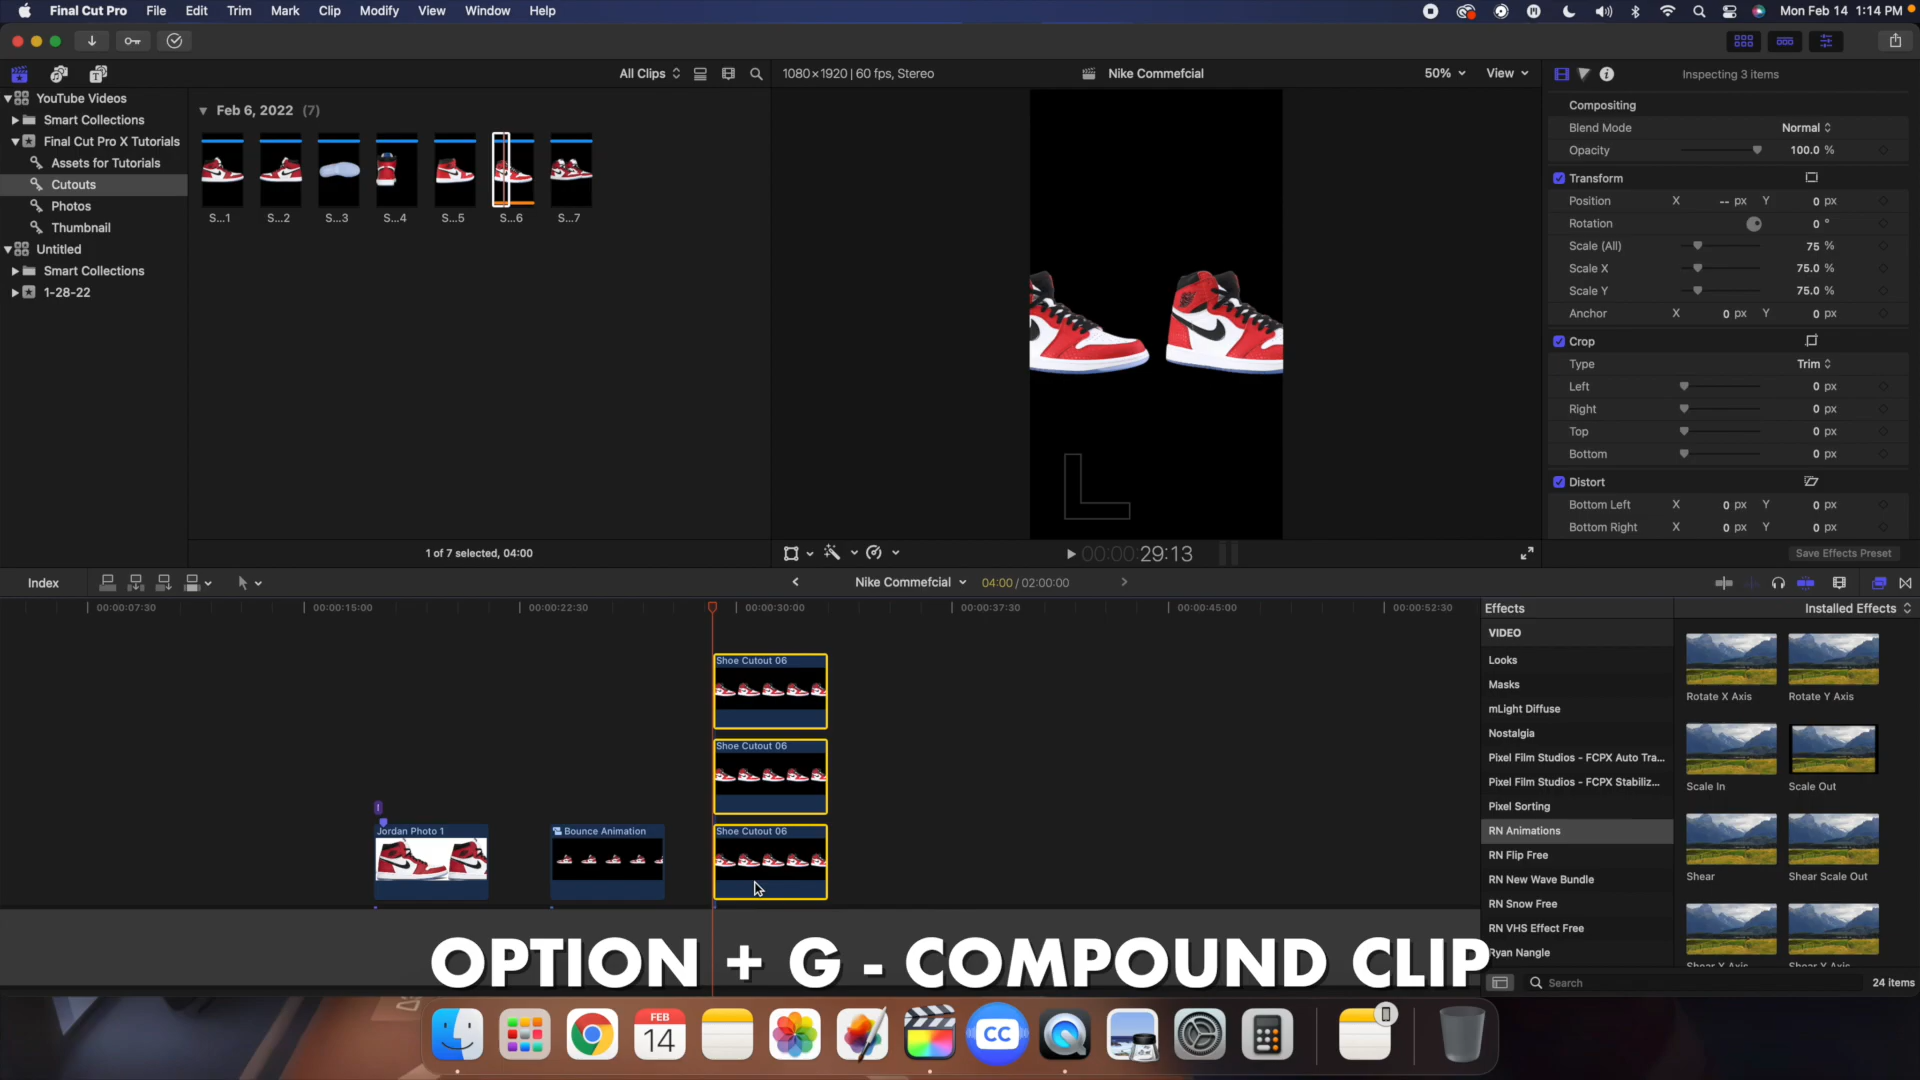 Final Cut Pro File Edit Trim Mark Clip Modify View Window Help
Mon Feb 14 1:14 PM
All Clips
1080×1920 | 60 fps, Stereo
Nike Commefcial
50%
View
Inspecting 3 items
YouTube Videos
Smart Collections
Final Cut Pro X Tutorials
Assets for Tutorials
Cutouts
Photos
Thumbnail
Untitled
Smart Collections
1-28-22
Feb 6, 2022 (7)
S...1 S...2 S...3 S...4 S...5 S...6 S...7
1 of 7 selected, 04:00
00:00:29:13
Compositing
Blend Mode Normal
Opacity 100.0 %
Transform
Position X -- px Y 0 px
Rotation 0 °
Scale (All) 75 %
Scale X 75.0 %
Scale Y 75.0 %
Anchor X 0 px Y 0 px
Crop
Type Trim
Left 0 px
Right 0 px
Top 0 px
Bottom 0 px
Distort
Bottom Left X 0 px Y 0 px
Bottom Right X 0 px Y 0 px
Save Effects Preset
Index
Nike Commefcial
04:00 / 02:00:00
00:00:07:30 00:00:15:00 00:00:22:30 00:00:30:00 00:00:37:30 00:00:45:00 00:00:52:30
Shoe Cutout 06
Shoe Cutout 06
Jordan Photo 1
Bounce Animation
Shoe Cutout 06
Effects
Installed Effects
VIDEO
Looks
Masks
mLight Diffuse
Nostalgia
Pixel Film Studios - FCPX Auto Tra...
Pixel Film Studios - FCPX Stabiliz...
Pixel Sorting
RN Animations
RN Flip Free
RN New Wave Bundle
RN Snow Free
RN VHS Effect Free
Ryan Nangle
Rotate X Axis Rotate Y Axis
Scale In Scale Out
Shear Shear Scale Out
Search
24 items
OPTION + G - COMPOUND CLIP
FEB
14
CC